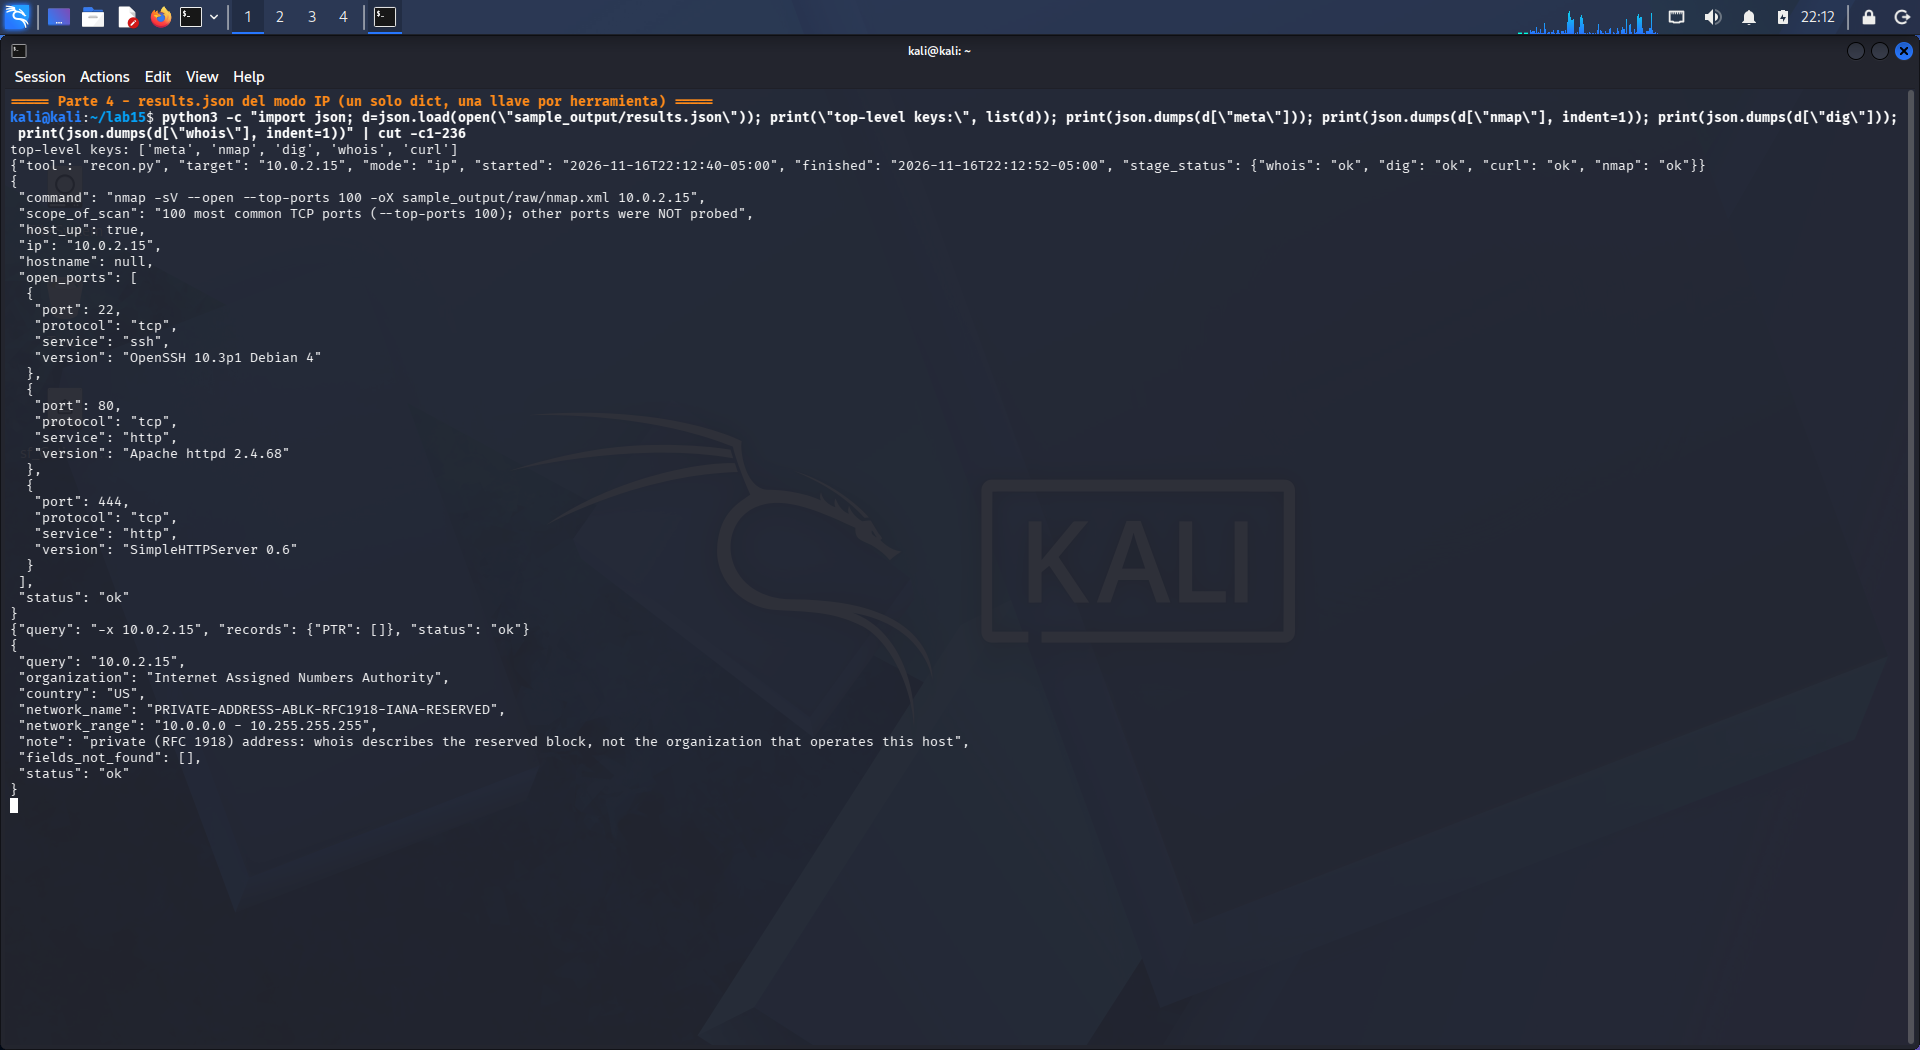 1 2 3 4 22:12
kali@kali: ~
Session Actions Edit View Help
===== Parte 4 - results.json del modo IP (un solo dict, una llave por herramienta) =====
kali@kali:~/lab15$ python3 -c "import json; d=json.load(open(\"sample_output/results.json\")); print(\"top-level keys:\", list(d)); print(json.dumps(d[\"meta\"])); print(json.dumps(d[\"nmap\"], indent=1)); print(json.dumps(d[\"dig\"]));
print(json.dumps(d[\"whois\"], indent=1))" | cut -c1-236
top-level keys: ['meta', 'nmap', 'dig', 'whois', 'curl']
{"tool": "recon.py", "target": "10.0.2.15", "mode": "ip", "started": "2026-11-16T22:12:40-05:00", "finished": "2026-11-16T22:12:52-05:00", "stage_status": {"whois": "ok", "dig": "ok", "curl": "ok", "nmap": "ok"}}
{
"command": "nmap -sV --open --top-ports 100 -oX sample_output/raw/nmap.xml 10.0.2.15",
"scope_of_scan": "100 most common TCP ports (--top-ports 100); other ports were NOT probed",
"host_up": true,
"ip": "10.0.2.15",
"hostname": null,
"open_ports": [
{
"port": 22,
"protocol": "tcp",
"service": "ssh",
"version": "OpenSSH 10.3p1 Debian 4"
},
{
"port": 80,
"protocol": "tcp",
"service": "http",
"version": "Apache httpd 2.4.68"
},
{
"port": 444,
"protocol": "tcp",
"service": "http",
"version": "SimpleHTTPServer 0.6"
}
],
"status": "ok"
}
{"query": "-x 10.0.2.15", "records": {"PTR": []}, "status": "ok"}
{
"query": "10.0.2.15",
"organization": "Internet Assigned Numbers Authority",
"country": "US",
"network_name": "PRIVATE-ADDRESS-ABLK-RFC1918-IANA-RESERVED",
"network_range": "10.0.0.0 - 10.255.255.255",
"note": "private (RFC 1918) address: whois describes the reserved block, not the organization that operates this host",
"fields_not_found": [],
"status": "ok"
}
KALI